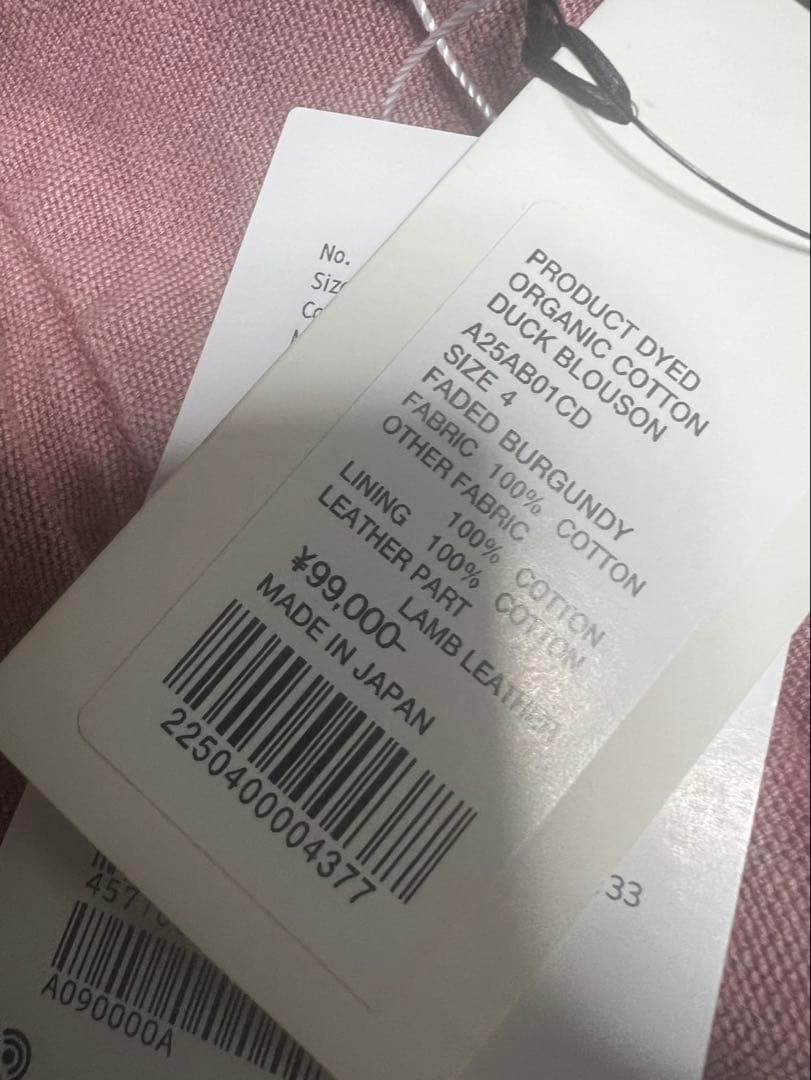 No.
PRODUCT DYED
ORGANIC COTTON
DUCK BLOUSON
A25AB01CD
SIZE 4
FADED BURGUNDY
FABRIC 100% COTTON
OTHER FABRIC
100% COTTON
LINING 100% COTTON
LEATHER PART
LAMB LEATHER
¥99,000-
MADE IN JAPAN
2250400004377
33
A090000A